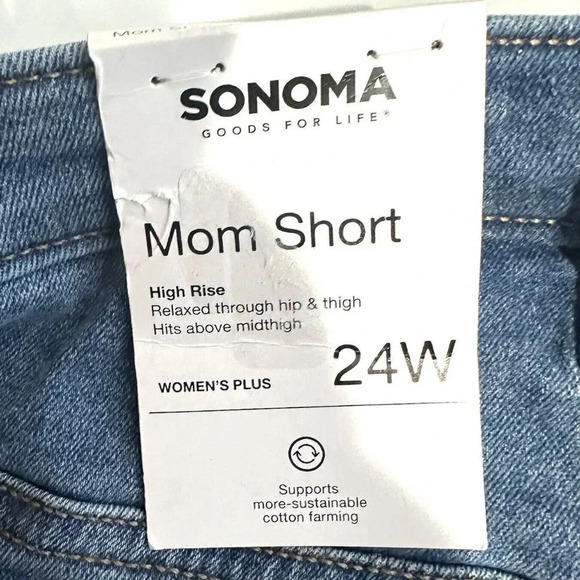 SONOMA
GOODS FOR LIFE®
Mom Short
High Rise
Relaxed through hip & thigh
Hits above midthigh
24W
WOMEN'S PLUS
Supports
more-sustainable
cotton farming